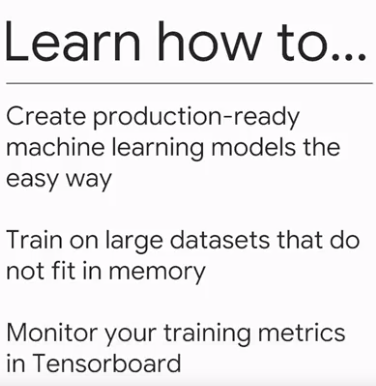 Learn how to...
Create production-ready
machine learning models the
easy way
Train on large datasets that do
not fit in memory
Monitor your training metrics
in Tensorboard